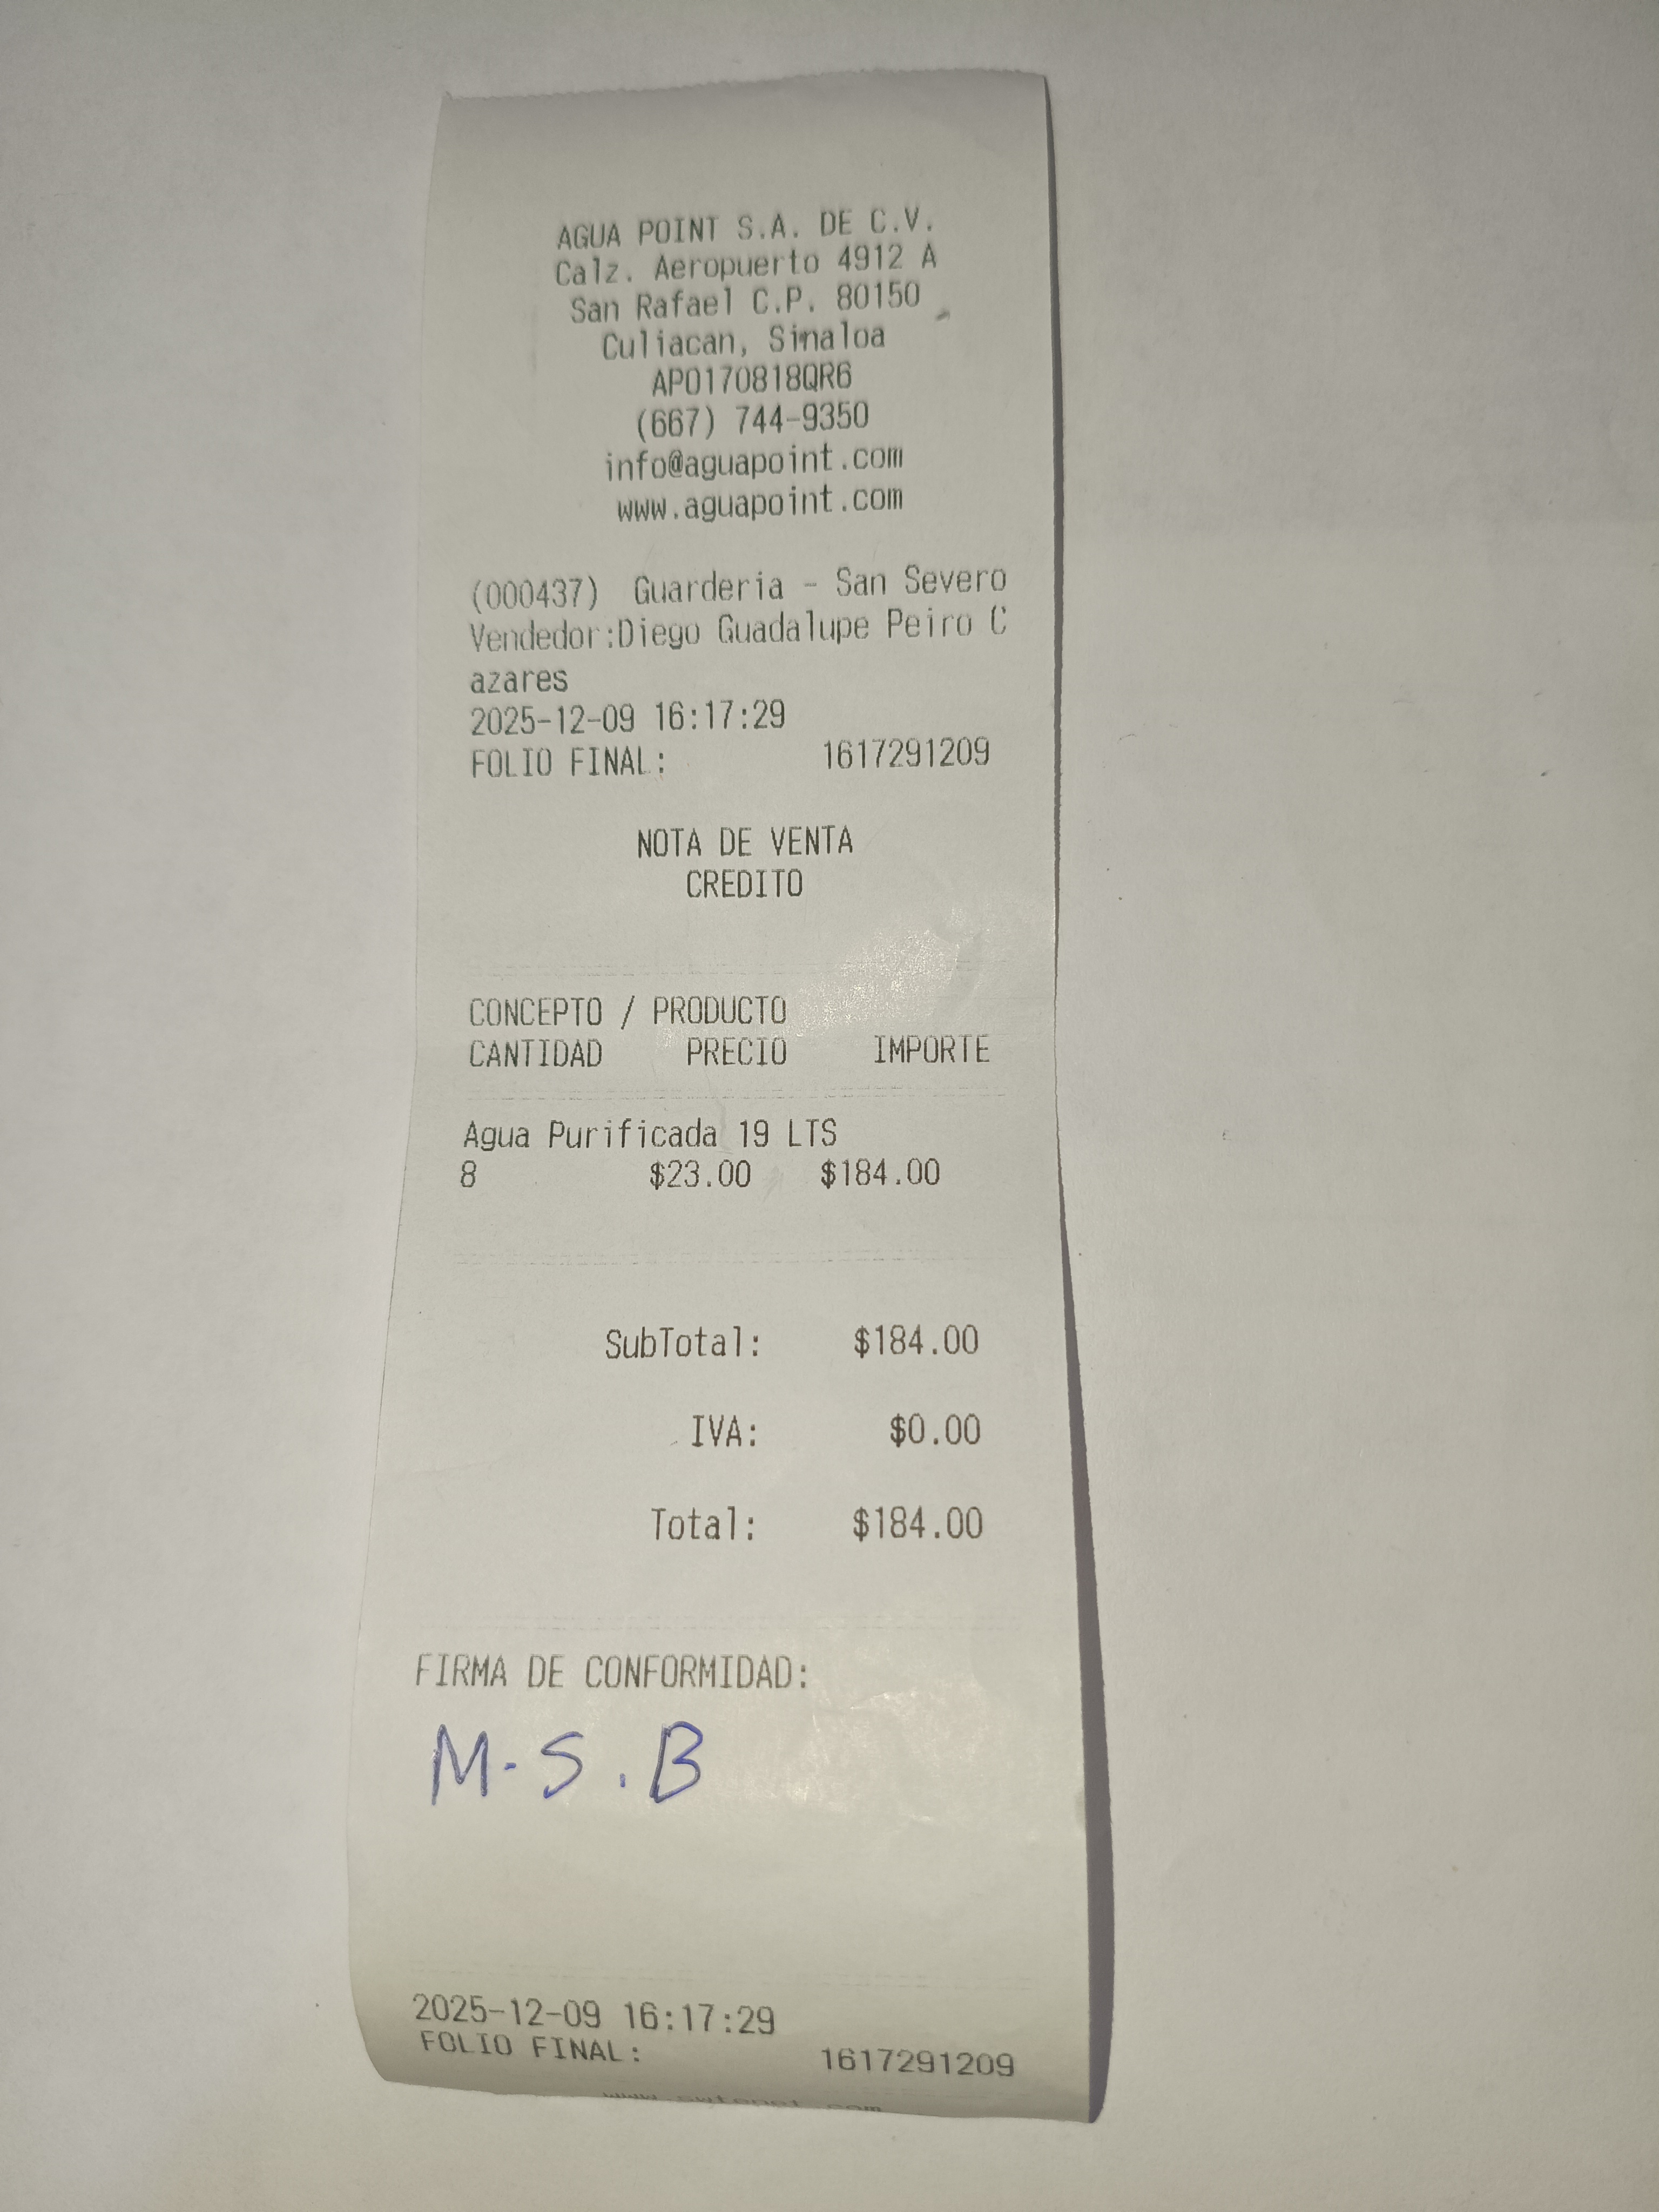 AGUA POINT S.A. DE C.V.
Calz. Aeropuerto 4912 A
San Rafael C.P. 80150
Culiacan, Sinaloa
APO170818QR6
(667) 744-9350
info@aguapoint.com
www.aguapoint.com
(000437) Guarderia - San Severo
Vendedor:Diego Guadalupe Peiro C
azares
2025-12-09 16:17:29
FOLIO FINAL: 1617291209
NOTA DE VENTA
CREDITO
CONCEPTO / PRODUCTO
CANTIDAD PRECIO IMPORTE
Agua Purificada 19 LTS
8 $23.00 $184.00
SubTotal: $184.00
IVA: $0.00
Total: $184.00
FIRMA DE CONFORMIDAD:
M-S.B
2025-12-09 16:17:29
FOLIO FINAL: 1617291209